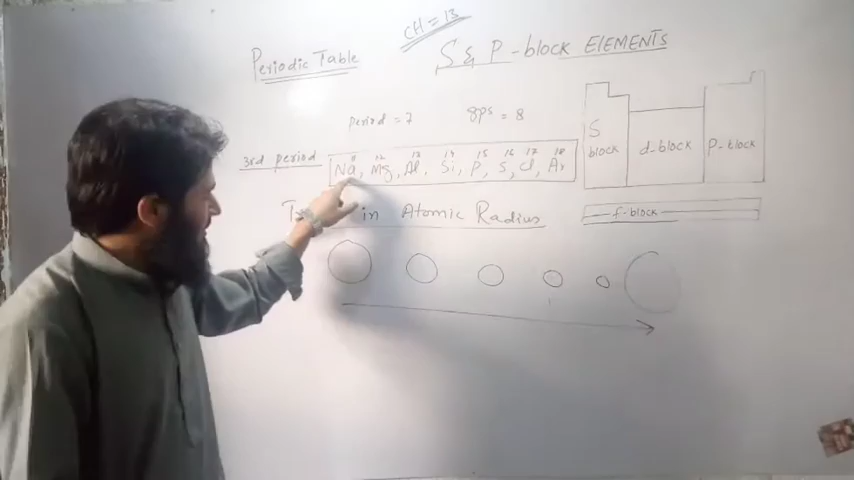 CH = 13
Periodic Table
S & P-block ELEMENTS
period = 7
gps = 8
3rd period
11 12 13 14 15 16 17 18
Na, Mg, Al, Si, P, S, Cl, Ar
S block
d-block
P-block
in Atomic Radius
f-block